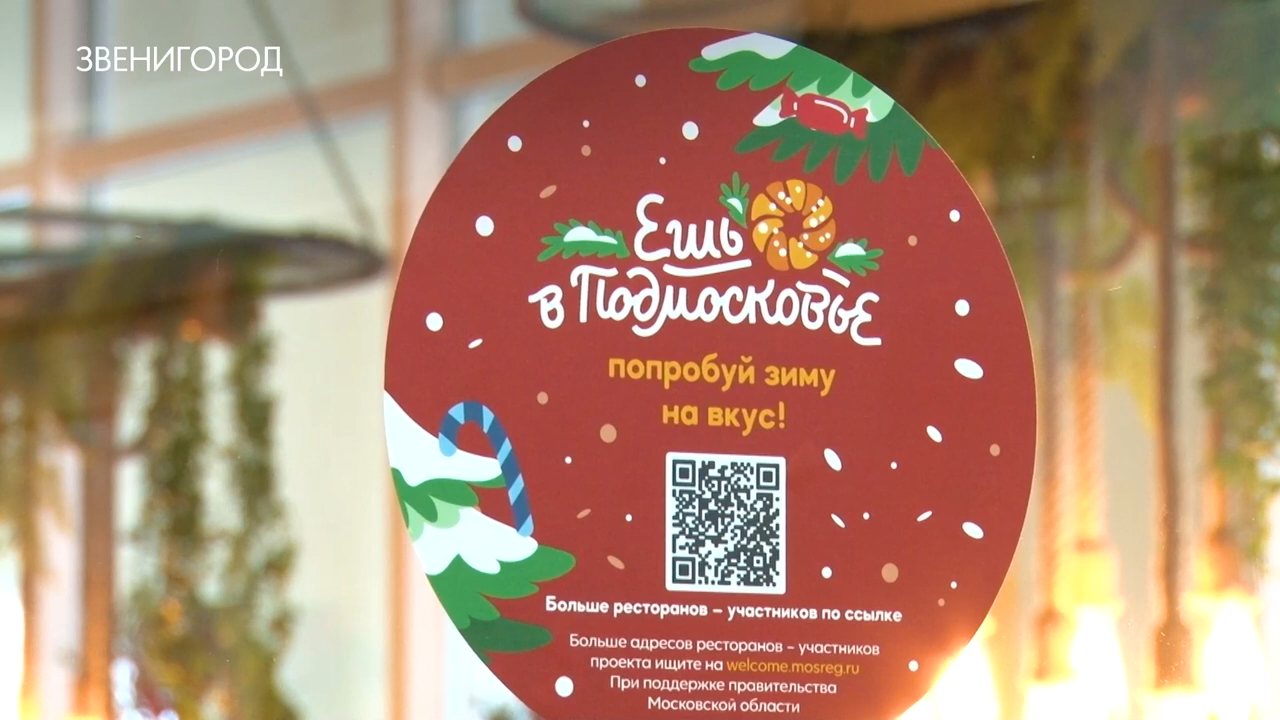 ЗВЕНИГОРОД
Ешь
в Подмосковье
попробуй зиму
на вкус!
Больше ресторанов – участников по ссылке
Больше адресов ресторанов – участников
проекта ищите на welcome.mosreg.ru
При поддержке правительства
Московской области